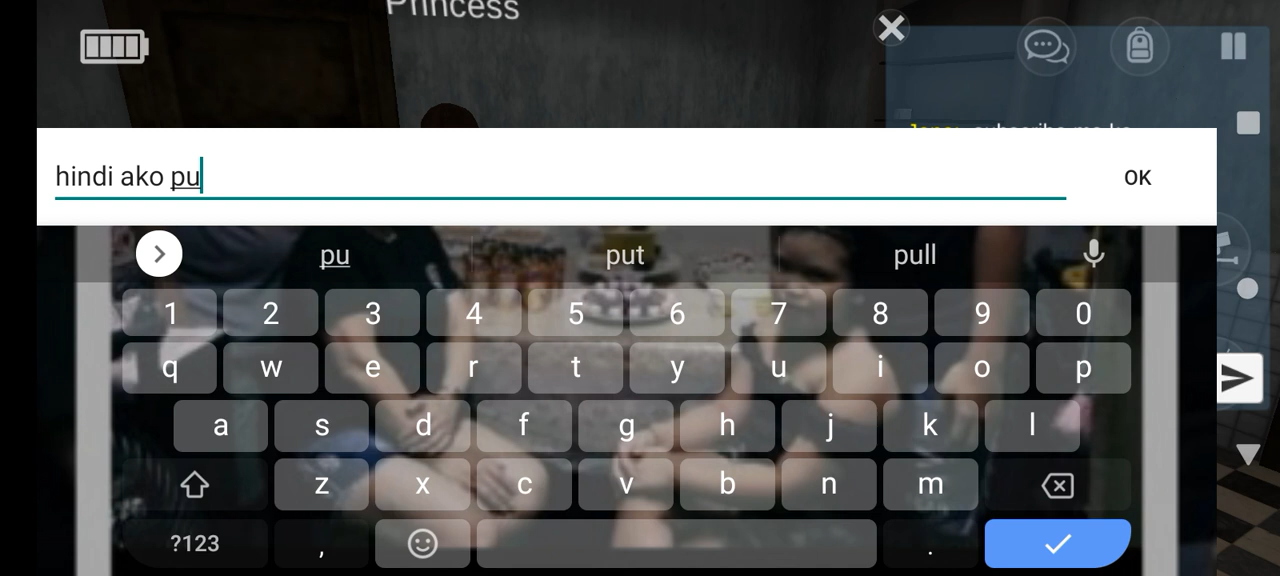 Princess
hindi ako pu
OK
pu put pull
1 2 3 4 5 6 7 8 9 0
q w e r t y u i o p
a s d f g h j k l
z x c v b n m
?123 , .